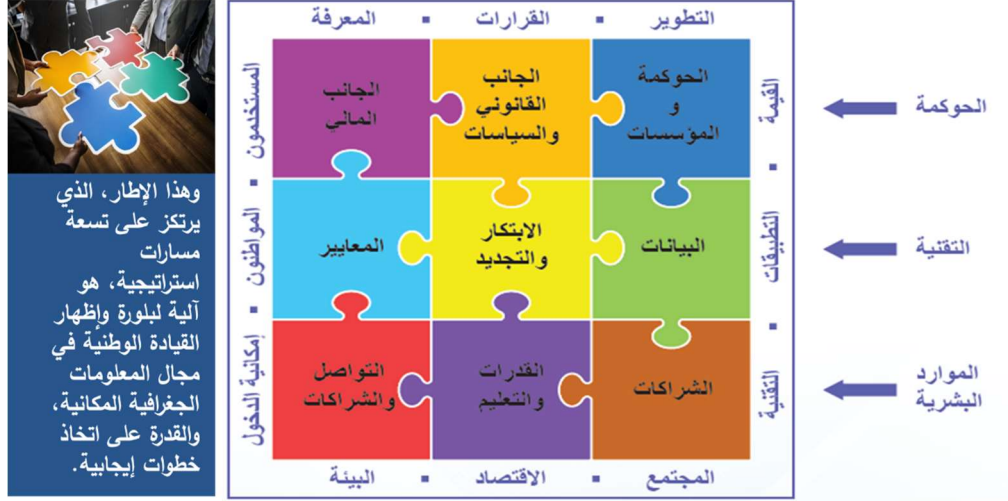 التطوير ▪ القرارات ▪ المعرفة
الحوكمة
و
المؤسسات
الجانب
القانوني
والسياسات
الجانب
المالي
البيانات
الابتكار
والتجديد
المعايير
الشراكات
القدرات
والتعليم
التواصل
والشراكات
القيمة ▪ التطبيقات ▪ التقنية
المستخدمون ▪ المواطنون ▪ إمكانية الدخول
المجتمع ▪ الاقتصاد ▪ البيئة
الحوكمة
التقنية
الموارد
البشرية
وهذا الإطار، الذي
يرتكز على تسعة
مسارات
استراتيجية، هو
آلية لبلورة وإظهار
القيادة الوطنية في
مجال المعلومات
الجغرافية المكانية،
والقدرة على اتخاذ
خطوات إيجابية.